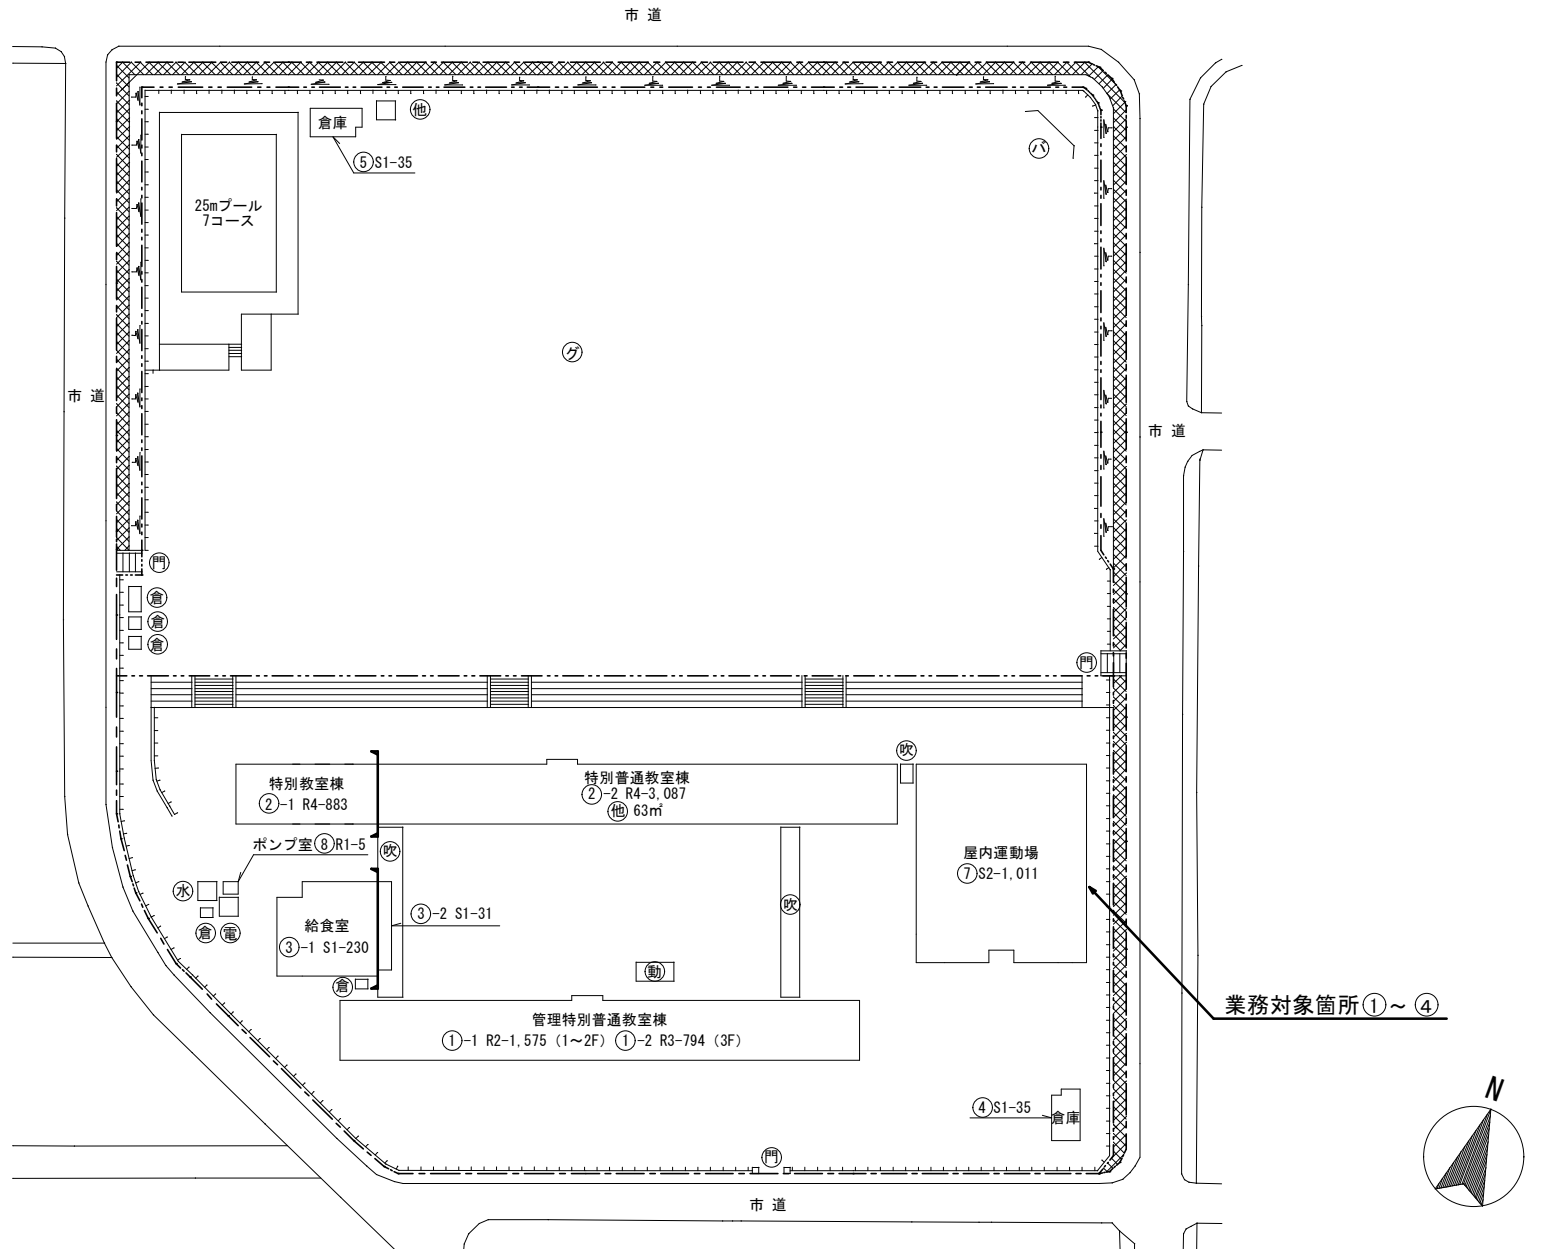 市 道
倉庫
他
⑤S1-35
バ
25mプール
7コース
グ
市 道
市 道
門
倉
倉
倉
門
吹
特別教室棟
②-1 R4-883
特別普通教室棟
②-2 R4-3,087
他 63㎡
ポンプ室⑧R1-5
吹
屋内運動場
⑦S2-1,011
水
倉 電
給食室
③-1 S1-230
③-2 S1-31
吹
倉
動
業務対象箇所①～④
管理特別普通教室棟
①-1 R2-1,575（1～2F）①-2 R3-794（3F）
④S1-35
倉庫
N
門
市 道